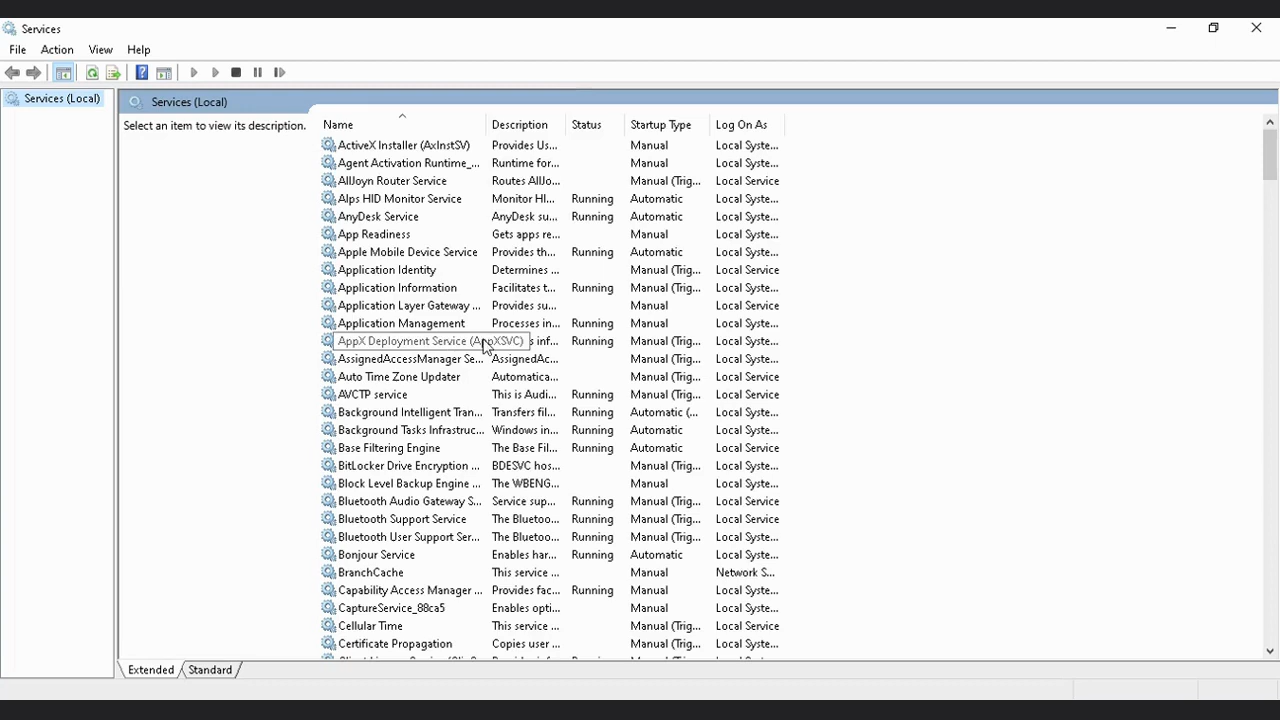 Services
File Action View Help
Services (Local)
Services (Local)
Select an item to view its description.
Name Description Status Startup Type Log On As
ActiveX Installer (AxInstSV) Provides Us... Manual Local Syste...
Agent Activation Runtime_... Runtime for... Manual Local Syste...
AllJoyn Router Service Routes AllJo... Manual (Trig... Local Service
Alps HID Monitor Service Monitor HI... Running Automatic Local Syste...
AnyDesk Service AnyDesk su... Running Automatic Local Syste...
App Readiness Gets apps re... Manual Local Syste...
Apple Mobile Device Service Provides th... Running Automatic Local Syste...
Application Identity Determines ... Manual (Trig... Local Service
Application Information Facilitates t... Running Manual (Trig... Local Syste...
Application Layer Gateway ... Provides su... Manual Local Service
Application Management Processes in... Running Manual Local Syste...
AppX Deployment Service (AppXSVC) s inf... Running Manual (Trig... Local Syste...
AssignedAccessManager Se... AssignedAc... Manual (Trig... Local Syste...
Auto Time Zone Updater Automatica... Manual (Trig... Local Service
AVCTP service This is Audi... Running Manual (Trig... Local Service
Background Intelligent Tran... Transfers fil... Running Automatic (... Local Syste...
Background Tasks Infrastruc... Windows in... Running Automatic Local Syste...
Base Filtering Engine The Base Fil... Running Automatic Local Service
BitLocker Drive Encryption ... BDESVC hos... Manual (Trig... Local Syste...
Block Level Backup Engine ... The WBENG... Manual Local Syste...
Bluetooth Audio Gateway S... Service sup... Running Manual (Trig... Local Service
Bluetooth Support Service The Bluetoo... Running Manual (Trig... Local Service
Bluetooth User Support Ser... The Bluetoo... Running Manual (Trig... Local Syste...
Bonjour Service Enables har... Running Automatic Local Syste...
BranchCache This service ... Manual Network S...
Capability Access Manager ... Provides fac... Running Manual Local Syste...
CaptureService_88ca5 Enables opti... Manual Local Syste...
Cellular Time This service ... Manual (Trig... Local Service
Certificate Propagation Copies user ... Manual (Trig... Local Syste...
Extended Standard